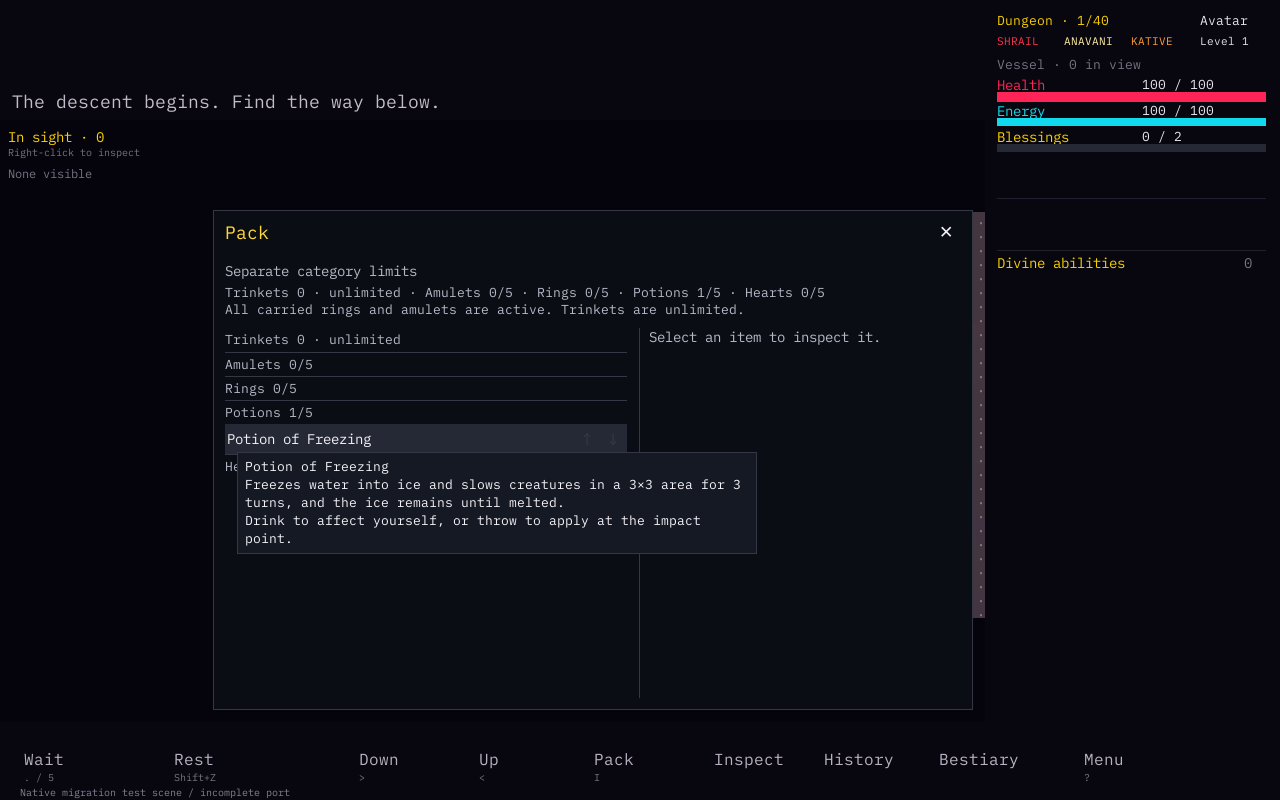 Dungeon · 1/40 Avatar
SHRAIL ANAVANI KATIVE Level 1
Vessel · 0 in view
Health 100 / 100
Energy 100 / 100
Blessings 0 / 2
Divine abilities 0
The descent begins. Find the way below.
In sight · 0
Right-click to inspect
None visible
Pack ✕
Separate category limits
Trinkets 0 · unlimited · Amulets 0/5 · Rings 0/5 · Potions 1/5 · Hearts 0/5
All carried rings and amulets are active. Trinkets are unlimited.
Trinkets 0 · unlimited
Amulets 0/5
Rings 0/5
Potions 1/5
Potion of Freezing ↑ ↓
Select an item to inspect it.
Potion of Freezing
Freezes water into ice and slows creatures in a 3×3 area for 3
turns, and the ice remains until melted.
Drink to affect yourself, or throw to apply at the impact
point.
Wait Rest Down Up Pack Inspect History Bestiary Menu
. / 5 Shift+Z > < I ?
Native migration test scene / incomplete port